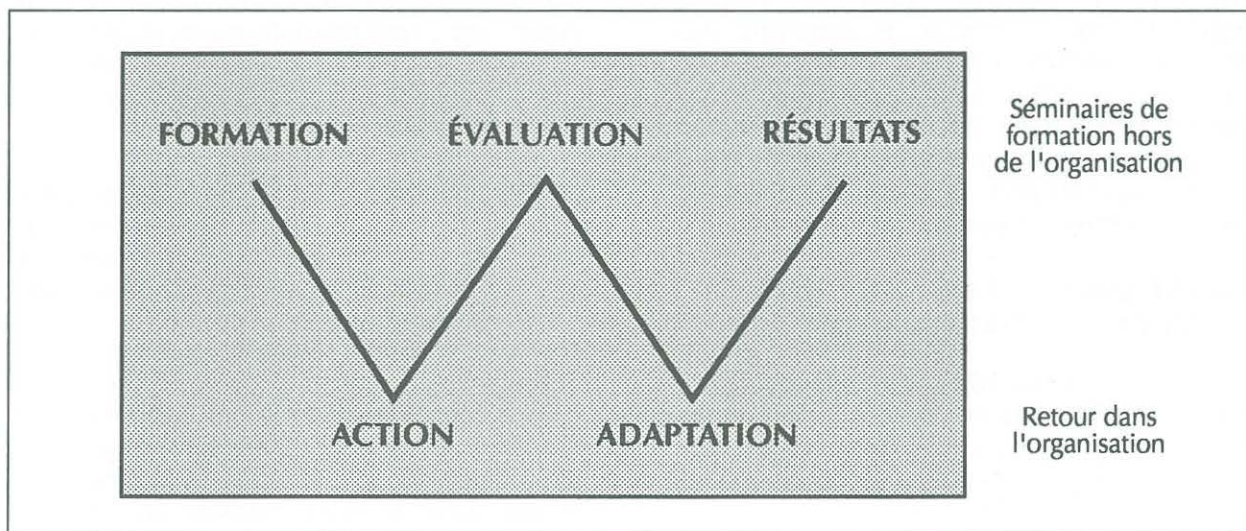 FORMATION ÉVALUATION RÉSULTATS
Séminaires de
formation hors
de l'organisation
ACTION ADAPTATION
Retour dans
l'organisation